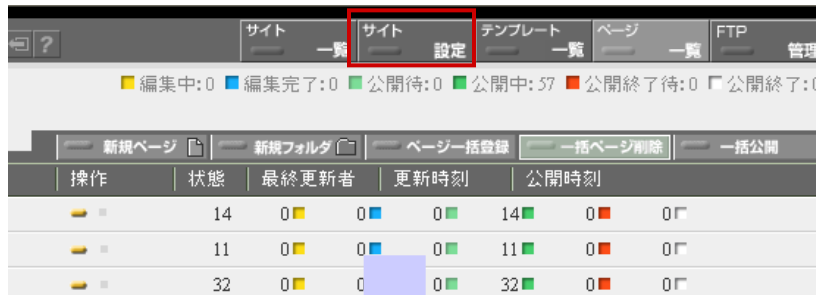 ?
サイト 一覧
サイト 設定
テンプレート 一覧
ページ 一覧
FTP 管理
編集中:0 編集完了:0 公開待:0 公開中:57 公開終了待:0 公開終了:0
新規ページ 新規フォルダ ページ一括登録 一括ページ削除 一括公開
操作 状態 最終更新者 更新時刻 公開時刻
14 0 0 0 14 0 0
11 0 0 0 11 0 0
32 0 0 0 32 0 0